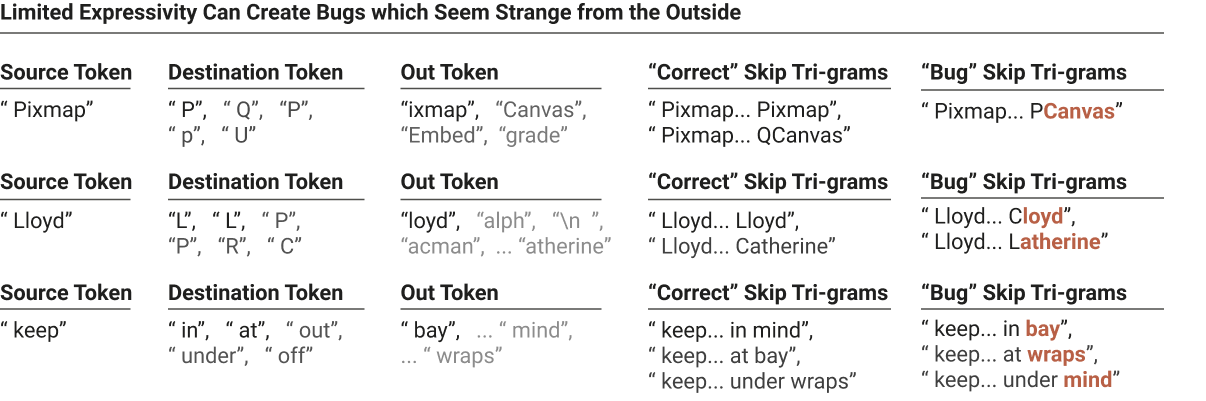 Limited Expressivity Can Create Bugs which Seem Strange from the Outside
Source Token Destination Token Out Token “Correct” Skip Tri-grams “Bug” Skip Tri-grams
“ Pixmap” “ P”, “ Q”, “P”, “ixmap”, “Canvas”, “ Pixmap... Pixmap”, “ Pixmap... PCanvas”
“ p”, “ U” “Embed”, “grade” “ Pixmap... QCanvas”
Source Token Destination Token Out Token “Correct” Skip Tri-grams “Bug” Skip Tri-grams
“ Lloyd” “L”, “ L”, “ P”, “loyd”, “alph”, “\n ”, “ Lloyd... Lloyd”, “ Lloyd... Cloyd”,
“P”, “R”, “ C” “acman”, ... “atherine” “ Lloyd... Catherine” “ Lloyd... Latherine”
Source Token Destination Token Out Token “Correct” Skip Tri-grams “Bug” Skip Tri-grams
“ keep” “ in”, “ at”, “ out”, “ bay”, ... “ mind”, “ keep... in mind”, “ keep... in bay”,
“ under”, “ off” ... “ wraps” “ keep... at bay”, “ keep... at wraps”,
“ keep... under wraps” “ keep... under mind”